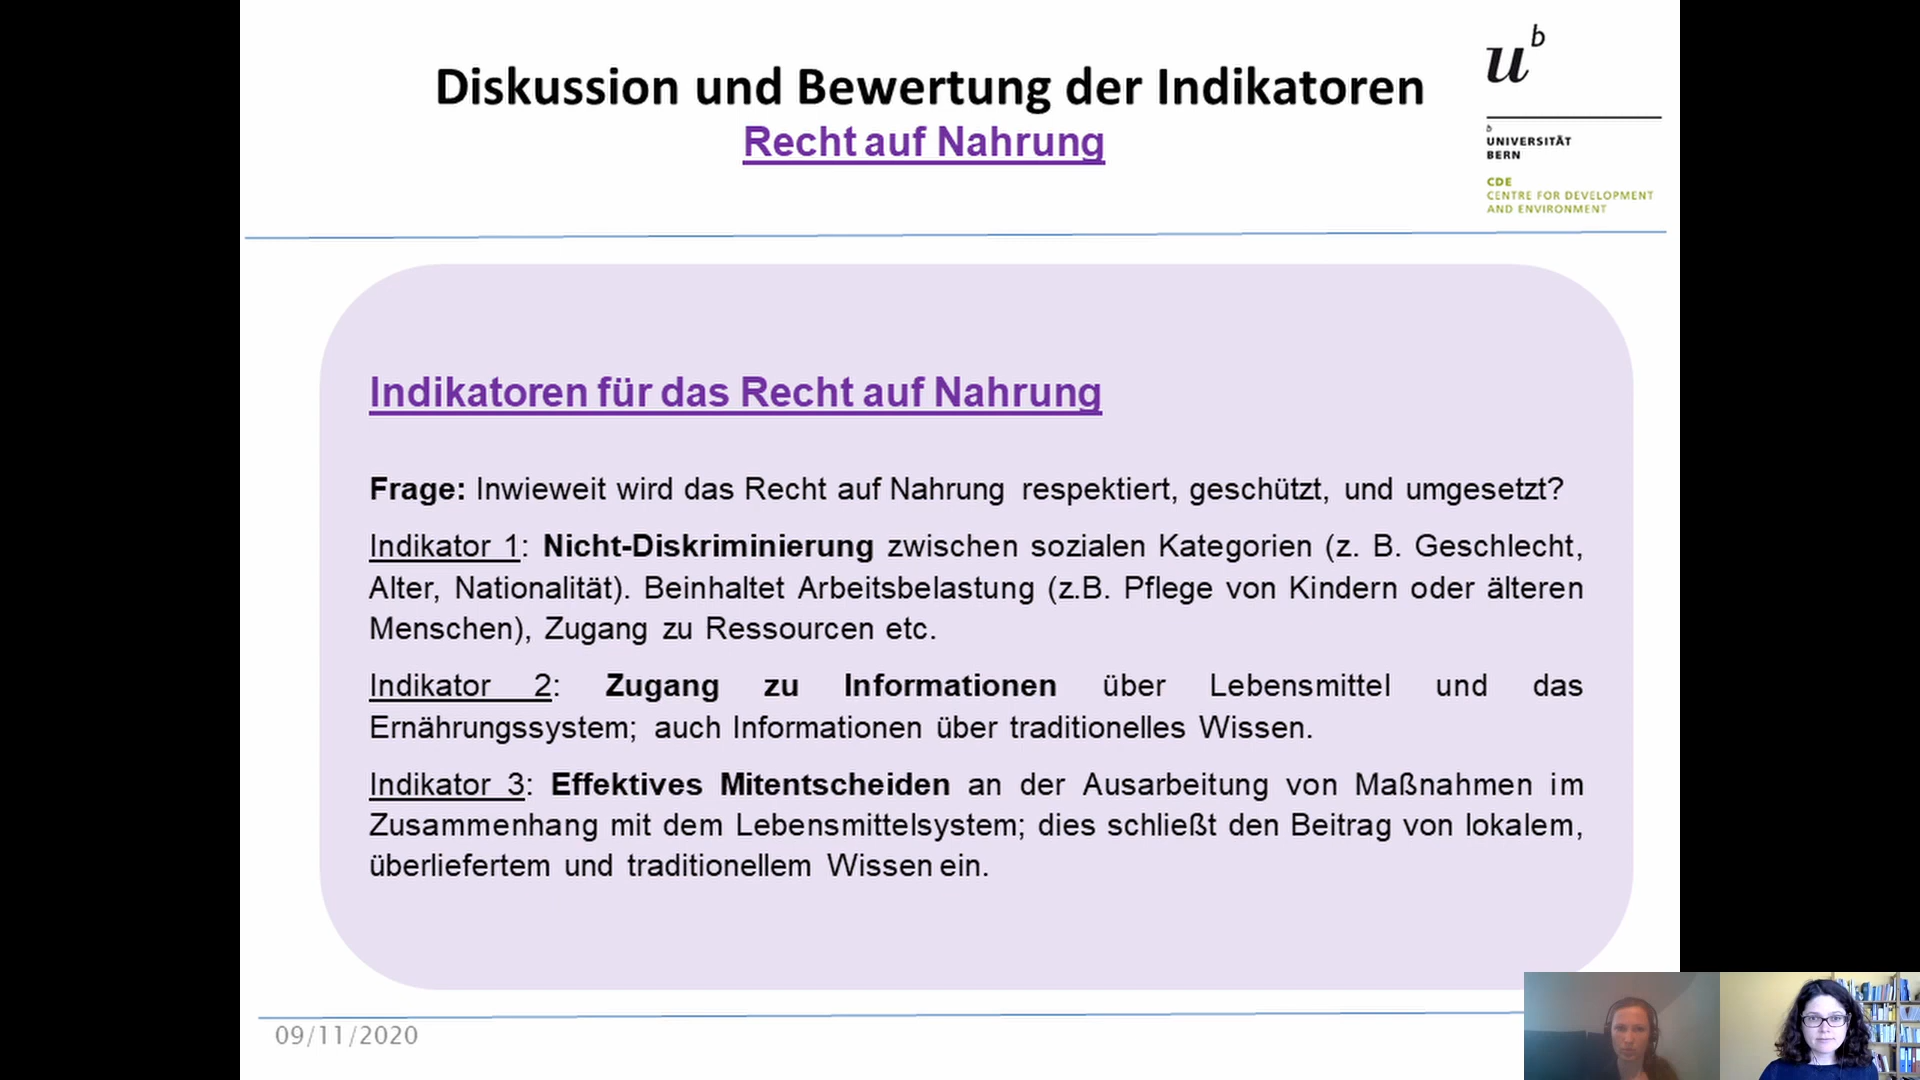 Diskussion und Bewertung der Indikatoren
Recht auf Nahrung
u
b
b
UNIVERSITÄT
BERN
CDE
CENTRE FOR DEVELOPMENT
AND ENVIRONMENT
Indikatoren für das Recht auf Nahrung
Frage: Inwieweit wird das Recht auf Nahrung respektiert, geschützt, und umgesetzt?
Indikator 1: Nicht-Diskriminierung zwischen sozialen Kategorien (z. B. Geschlecht,
Alter, Nationalität). Beinhaltet Arbeitsbelastung (z.B. Pflege von Kindern oder älteren
Menschen), Zugang zu Ressourcen etc.
Indikator 2: Zugang zu Informationen über Lebensmittel und das
Ernährungssystem; auch Informationen über traditionelles Wissen.
Indikator 3: Effektives Mitentscheiden an der Ausarbeitung von Maßnahmen im
Zusammenhang mit dem Lebensmittelsystem; dies schließt den Beitrag von lokalem,
überliefertem und traditionellem Wissen ein.
09/11/2020